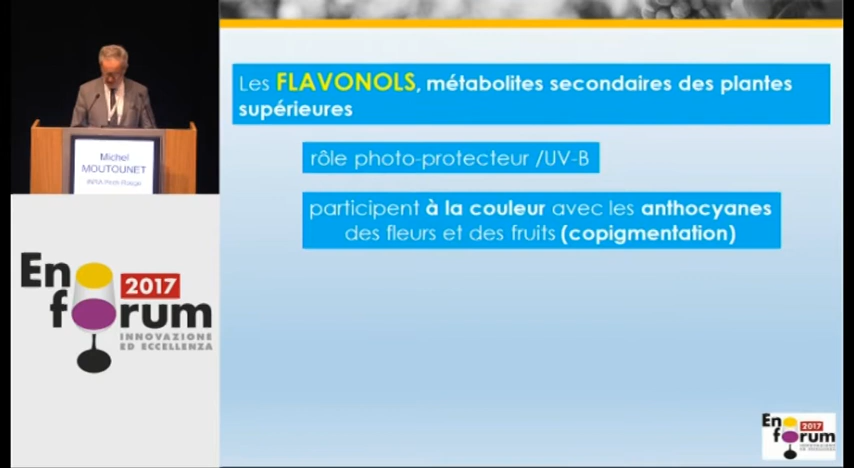 Les FLAVONOLS, métabolites secondaires des plantes
supérieures
rôle photo-protecteur /UV-B
participent à la couleur avec les anthocyanes
des fleurs et des fruits (copigmentation)
Michel
MOUTOUNET
INRA
En
2017
forum
INNOVAZIONE
ED ECCELLENZA
En
2017
forum